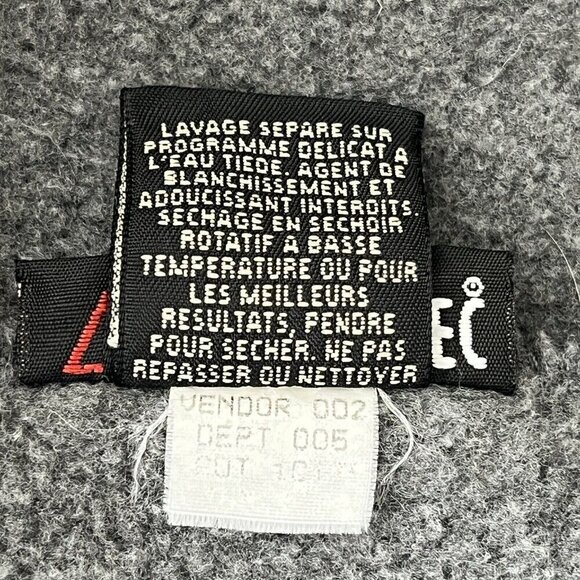 LAVAGE SEPARE SUR
PROGRAMME DELICAT A
L'EAU TIEDE. AGENT DE
BLANCHISSEMENT ET
ADOUCISSANT INTERDITS.
SECHAGE EN SECHOIR
ROTATIF A BASSE
TEMPERATURE OU POUR
LES MEILLEURS
RESULTATS, PENDRE
POUR SECHER. NE PAS
REPASSER OU NETTOYER
VENDOR 002
DEPT 005
CUT